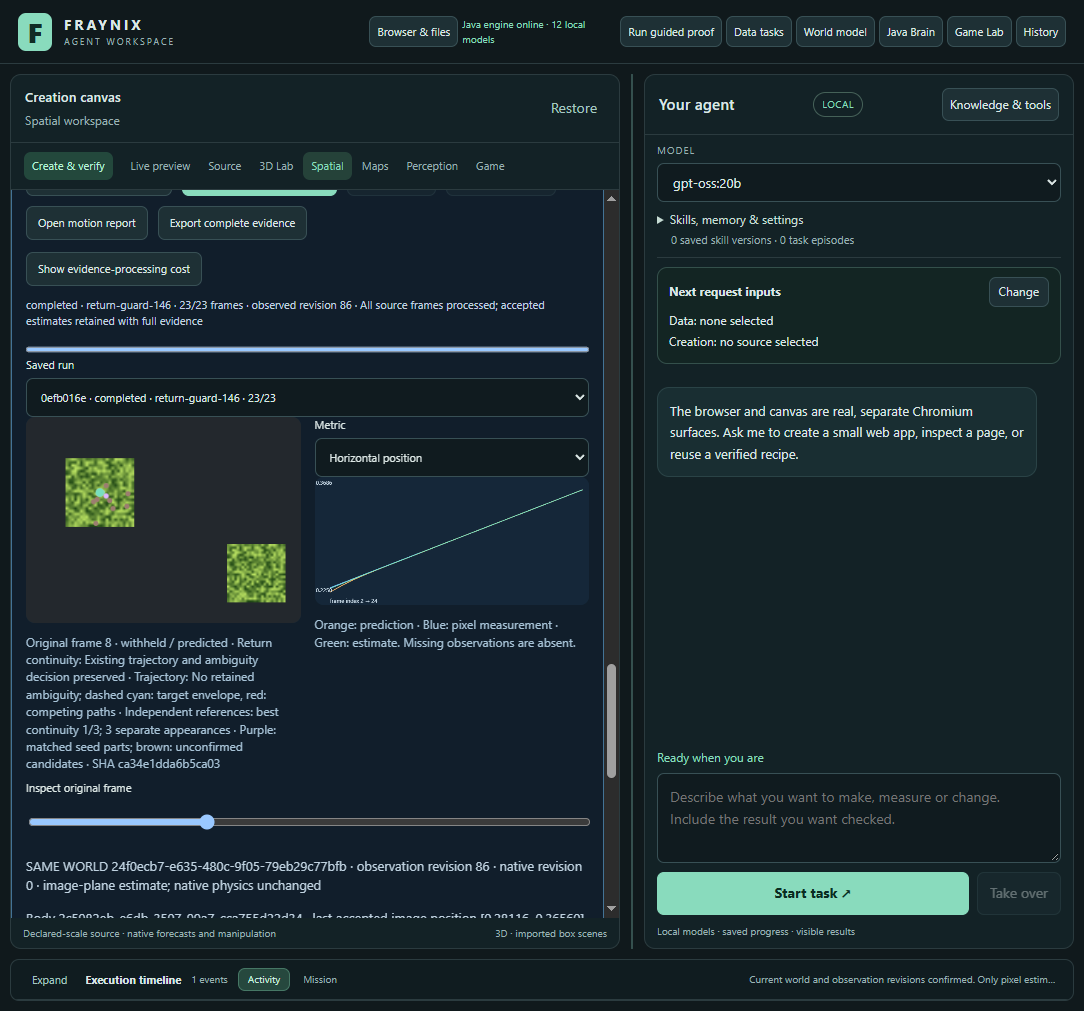 F
FRAYNIX
AGENT WORKSPACE
Browser & files
Java engine online · 12 local
models
Run guided proof
Data tasks
World model
Java Brain
Game Lab
History
Creation canvas
Spatial workspace
Restore
Create & verify
Live preview
Source
3D Lab
Spatial
Maps
Perception
Game
Open motion report
Export complete evidence
Show evidence-processing cost
completed · return-guard-146 · 23/23 frames · observed revision 86 · All source frames processed; accepted
estimates retained with full evidence
Saved run
0efb016e · completed · return-guard-146 · 23/23
Metric
Horizontal position
frame index 2 → 24
Original frame 8 · withheld / predicted · Return
continuity: Existing trajectory and ambiguity
decision preserved · Trajectory: No retained
ambiguity; dashed cyan: target envelope, red:
competing paths · Independent references: best
continuity 1/3; 3 separate appearances · Purple:
matched seed parts; brown: unconfirmed
candidates · SHA ca34e1dda6b5ca03
Orange: prediction · Blue: pixel measurement ·
Green: estimate. Missing observations are absent.
Inspect original frame
SAME WORLD 24f0ecb7-e635-480c-9f05-79eb29c77bfb · observation revision 86 · native revision
0 · image-plane estimate; native physics unchanged
last accepted image position
Declared-scale source · native forecasts and manipulation
3D · imported box scenes
Your agent
LOCAL
Knowledge & tools
MODEL
gpt-oss:20b
Skills, memory & settings
0 saved skill versions · 0 task episodes
Next request inputs
Change
Data: none selected
Creation: no source selected
The browser and canvas are real, separate Chromium
surfaces. Ask me to create a small web app, inspect a page, or
reuse a verified recipe.
Ready when you are
Describe what you want to make, measure or change.
Include the result you want checked.
Start task ↗
Take over
Local models · saved progress · visible results
Expand
Execution timeline
1 events
Activity
Mission
Current world and observation revisions confirmed. Only pixel estim...